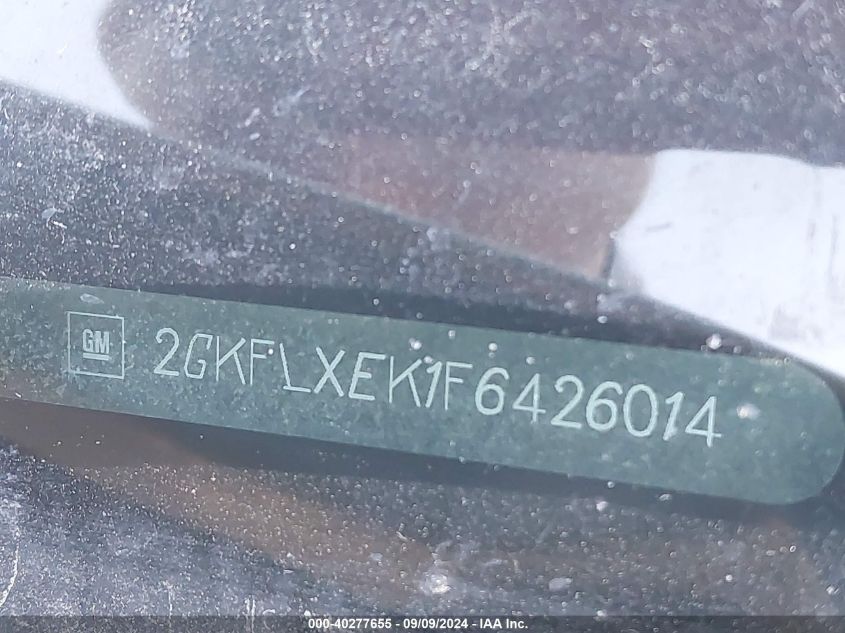 GM 2GKFLXEK1F6426014
000-40277655 - 09/09/2024 - IAA Inc.